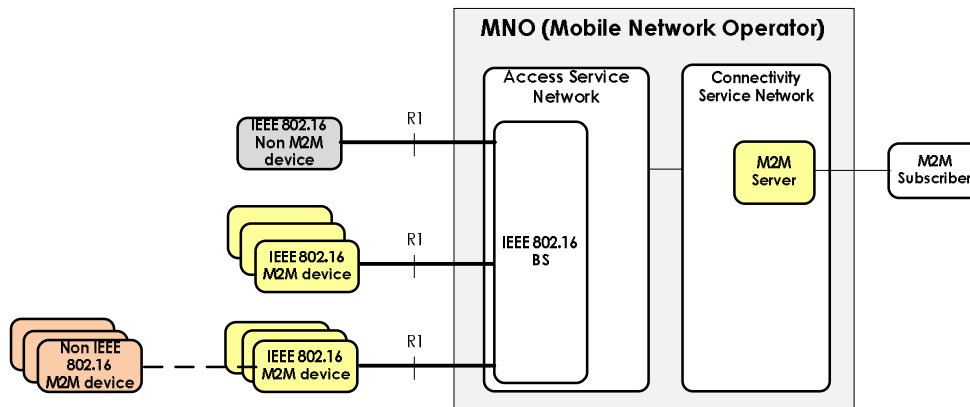 MNO (Mobile Network Operator)
Access Service
Network
Connectivity
Service Network
R1
IEEE 802.16
Non M2M
device
M2M
Server
M2M
Subscriber
R1
IEEE 802.16
M2M device
IEEE 802.16
BS
R1
Non IEEE
802.16
M2M device
IEEE 802.16
M2M device